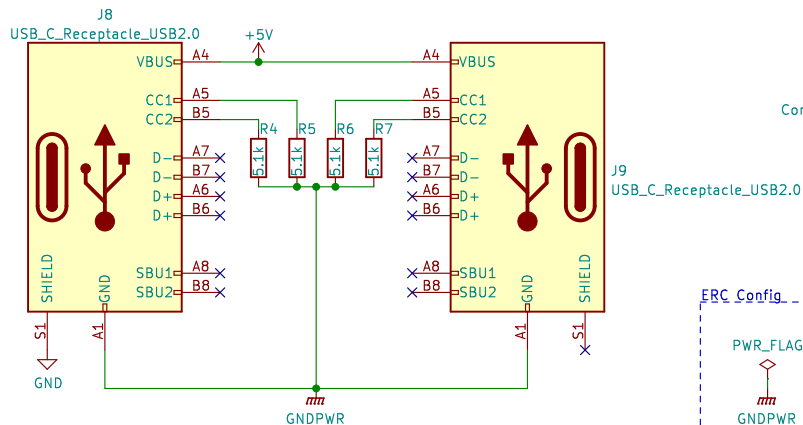 J8
USB_C_Receptacle_USB2.0
+5V
VBUS A4
A4 VBUS
CC1 A5
A5 CC1
CC2 B5
B5 CC2
R4 R5 R6 R7
5.1k 5.1k 5.1k 5.1k
D- A7
A7 D-
D- B7
B7 D-
D+ A6
A6 D+
D+ B6
B6 D+
J9
USB_C_Receptacle_USB2.0
Co
SBU1 A8
A8 SBU1
SBU2 B8
B8 SBU2
SHIELD
GND
GND
SHIELD
S1
A1
A1
S1
GND
GNDPWR
ERC Config
PWR_FLAG
GNDPWR